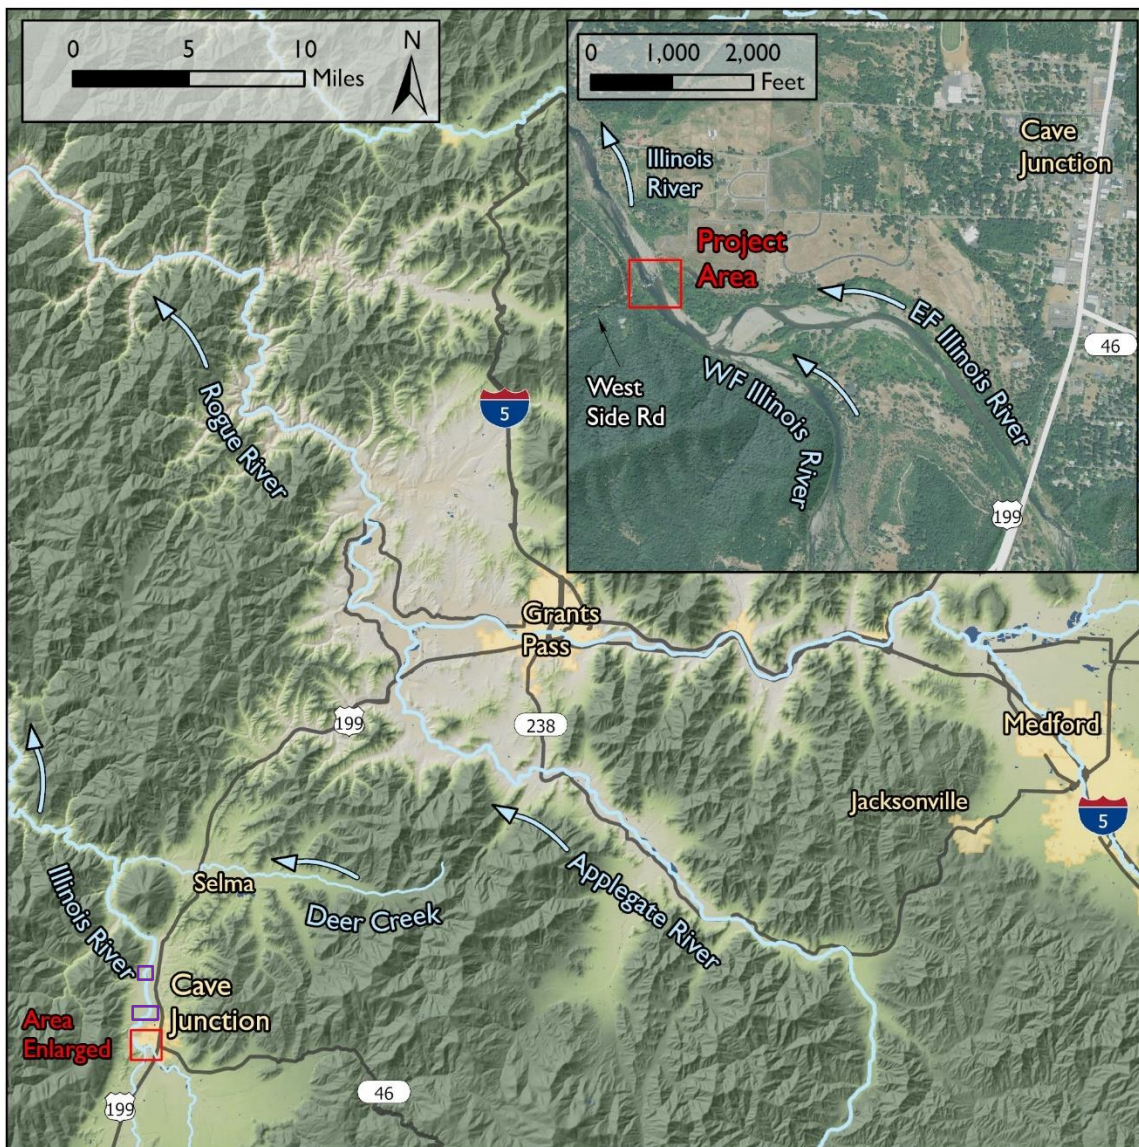 0 5 10
Miles
N
0 1,000 2,000
Feet
Cave
Junction
Illinois
River
Project
Area
EF Illinois River
46
West
Side Rd
WF Illinois River
199
5
Rogue River
Grants
Pass
199
238
Medford
Jacksonville
5
Selma
Deer Creek
Applegate River
Illinois River
Cave
Junction
Area
Enlarged
46
199